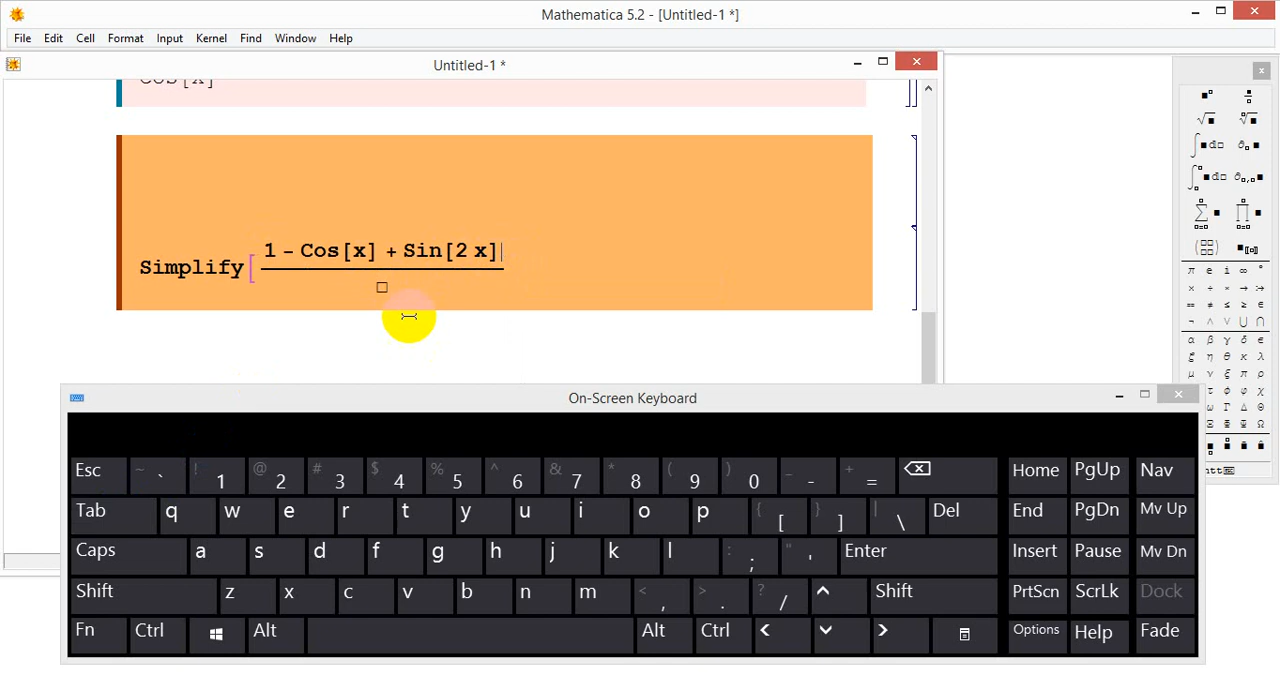 Mathematica 5.2 - [Untitled-1 *]
File Edit Cell Format Input Kernel Find Window Help
Untitled-1 *
Cos[x]
1 - Cos[x] + Sin[2 x]
Simplify[
□
On-Screen Keyboard
Esc ~ ` ! 1 @ 2 # 3 $ 4 % 5 ^ 6 & 7 * 8 ( 9 ) 0 _ - + = Home PgUp Nav
Tab q w e r t y u i o p { [ } ] | \ Del End PgDn Mv Up
Caps a s d f g h j k l : ; " ' Enter Insert Pause Mv Dn
Shift z x c v b n m < , > . ? / ^ Shift PrtScn ScrLk Dock
Fn Ctrl Alt Alt Ctrl < ⌄ > Options Help Fade
π e i ∞ °
× ÷ × → :→
== ≠ ≤ ≥ ∈
¬ ∧ ∨ ∪ ∩
α β γ δ ε
ζ η θ κ λ
μ ν ξ π ρ
τ φ ϕ χ
ω Γ Δ Θ